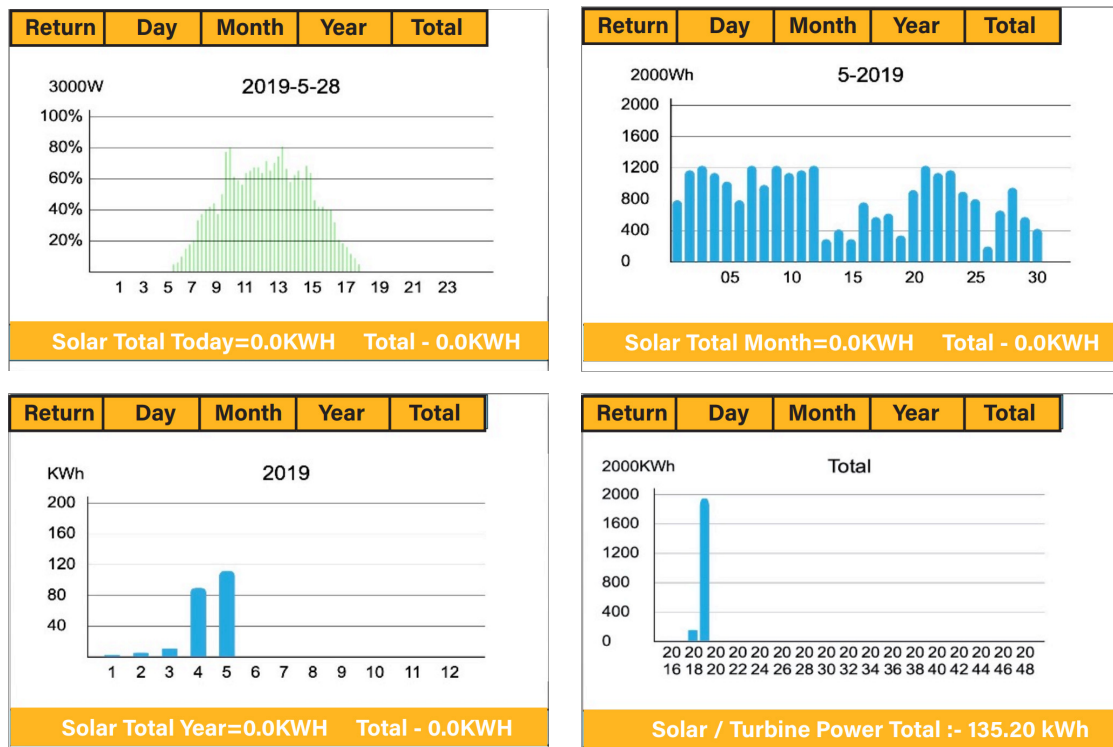 Return Day Month Year Total
3000W 2019-5-28
100%
80%
60%
40%
20%
1 3 5 7 9 11 13 15 17 19 21 23
Solar Total Today=0.0KWH Total - 0.0KWH
Return Day Month Year Total
2000Wh 5-2019
2000
1600
1200
800
400
0
05 10 15 20 25 30
Solar Total Month=0.0KWH Total - 0.0KWH
Return Day Month Year Total
KWh 2019
200
160
120
80
40
1 2 3 4 5 6 7 8 9 10 11 12
Solar Total Year=0.0KWH Total - 0.0KWH
Return Day Month Year Total
2000KWh Total
2000
1600
1200
800
400
0
20 20 20 20 20 20 20 20 20 20 20 20 20 20 20 20 20
16 18 20 22 24 26 28 30 32 34 36 38 40 42 44 46 48
Solar / Turbine Power Total :- 135.20 kWh